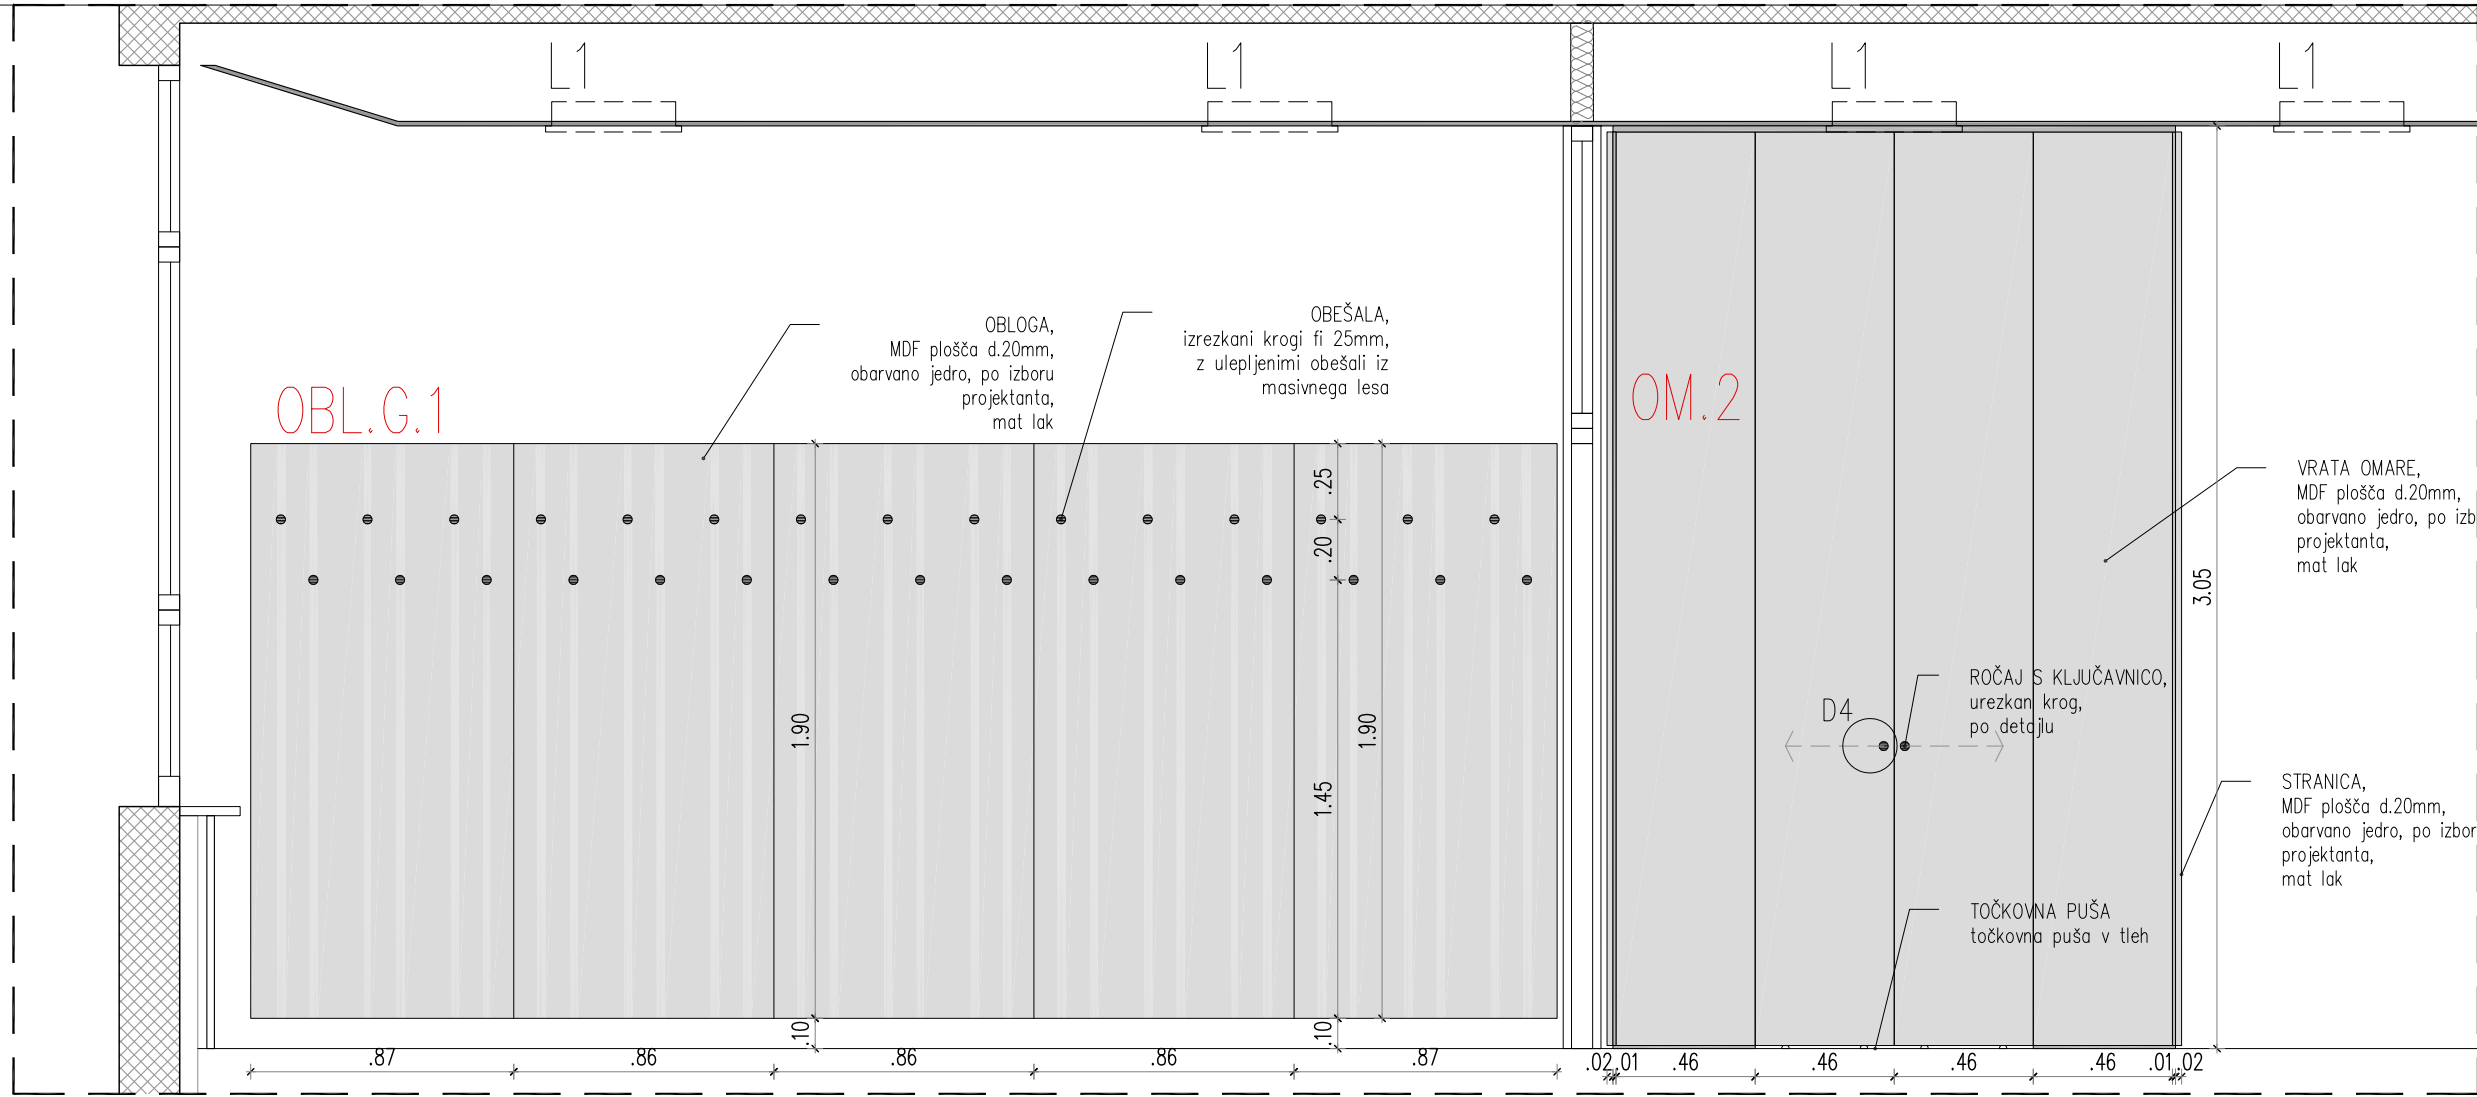 L1
L1
L1
L1
OBLOGA,
MDF plošča d.20mm,
obarvano jedro, po izboru
projektanta,
mat lak
OBEŠALA,
izrezkani krogi fi 25mm,
z ulepljenimi obešali iz
masivnega lesa
OBL.G.1
OM.2
VRATA OMARE,
MDF plošča d.20mm,
obarvano jedro, po izb
projektanta,
mat lak
.25
.20
1.90
1.45
1.90
.10
.10
3.05
D4
ROČAJ S KLJUČAVNICO,
urezkan krog,
po detajlu
STRANICA,
MDF plošča d.20mm,
obarvano jedro, po izbor
projektanta,
mat lak
TOČKOVNA PUŠA
točkovna puša v tleh
.87 .86 .86 .86 .87
.02 .01 .46 .46 .46 .46 .01 .02